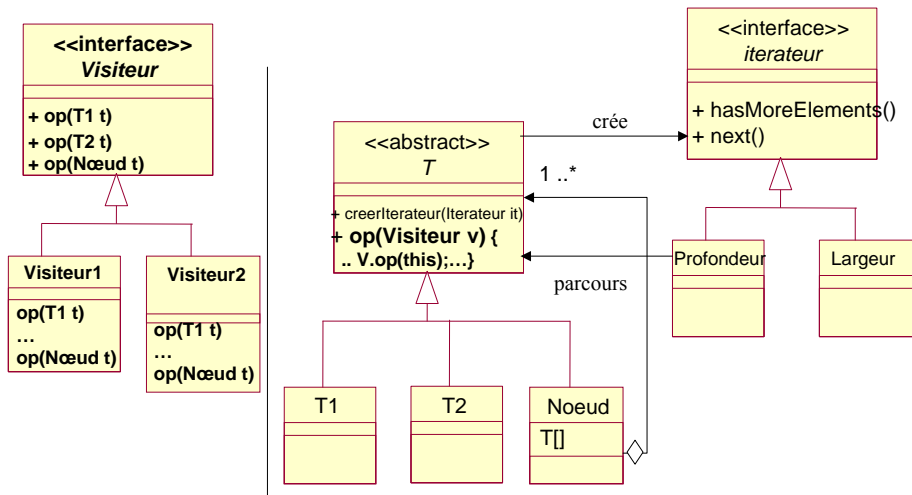 <<interface>>
Visiteur
+ op(T1 t)
+ op(T2 t)
+ op(Nœud t)
Visiteur1
op(T1 t)
...
op(Nœud t)
Visiteur2
op(T1 t)
...
op(Nœud t)
<<abstract>>
T
+ creerIterateur(Iterateur it)
+ op(Visiteur v) {
.. V.op(this);...}
crée
1 ..*
parcours
<<interface>>
iterateur
+ hasMoreElements()
+ next()
Profondeur
Largeur
T1
T2
Noeud
T[]